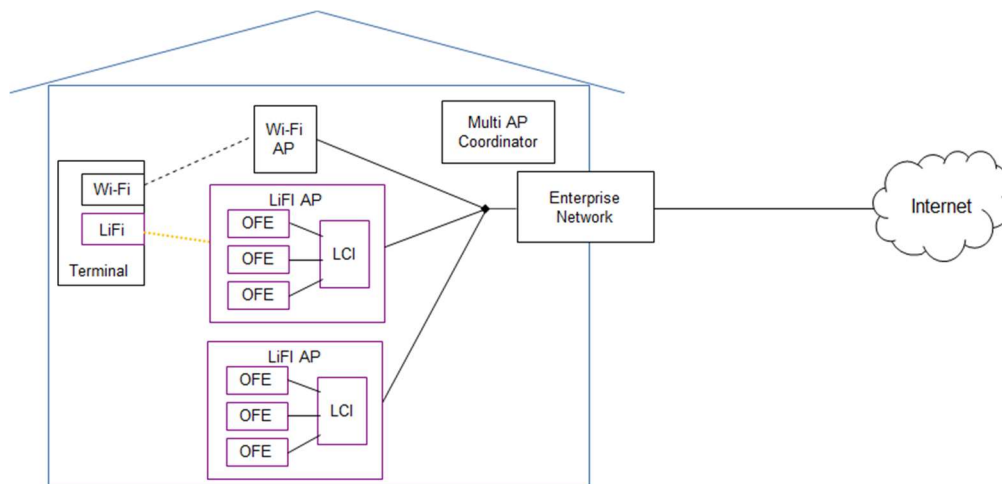 Wi-Fi
AP
Multi AP
Coordinator
Wi-Fi
LiFi
Terminal
LiFI AP
OFE
OFE
OFE
LCI
Enterprise
Network
Internet
LiFI AP
OFE
OFE
OFE
LCI